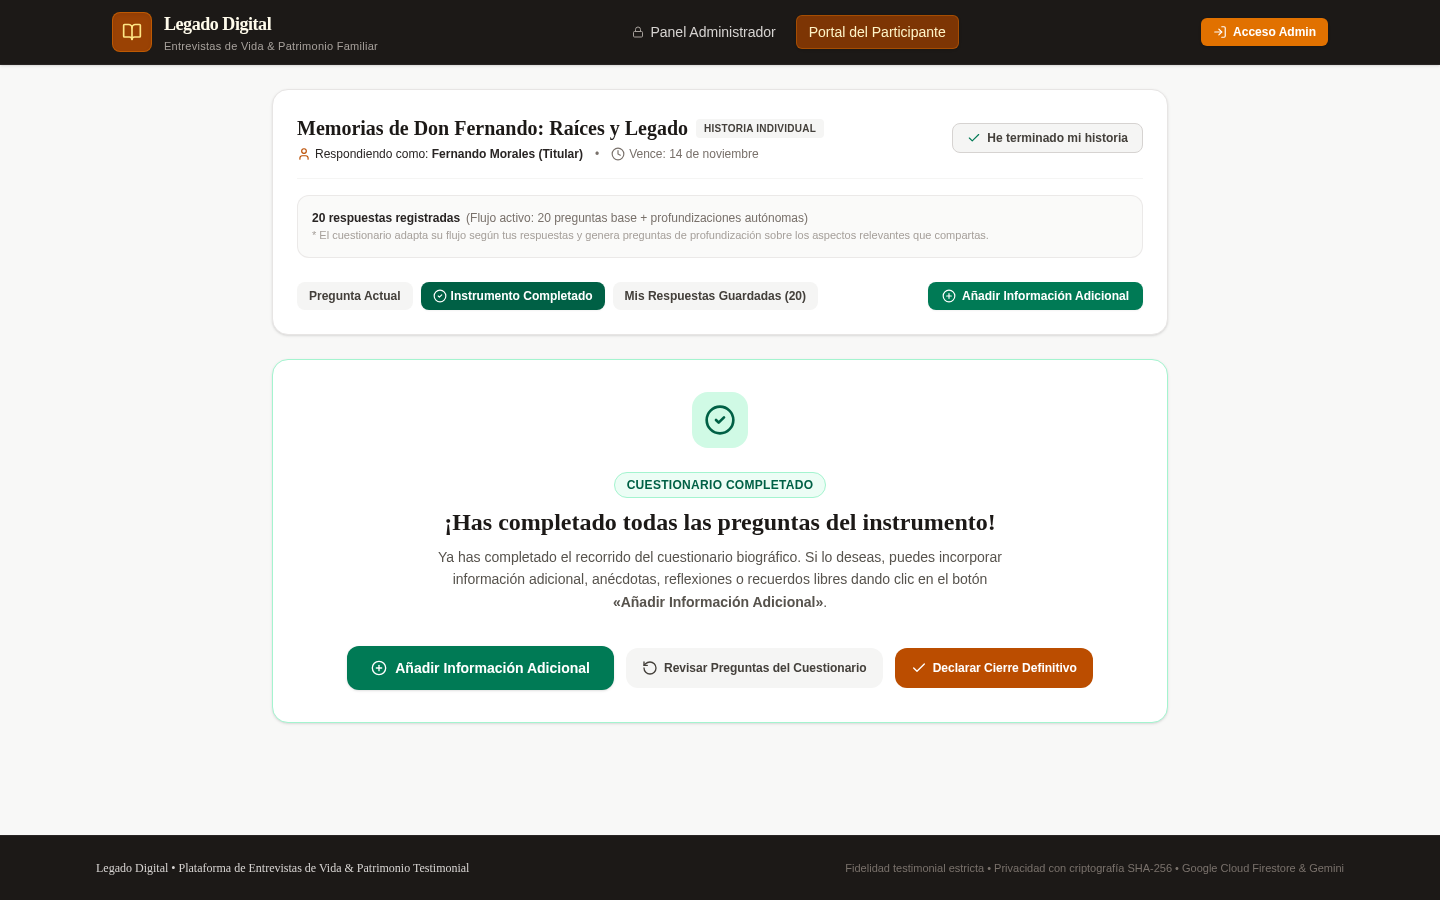 Legado Digital
Entrevistas de Vida & Patrimonio Familiar
Panel Administrador
Portal del Participante
Acceso Admin
Memorias de Don Fernando: Raíces y Legado
HISTORIA INDIVIDUAL
Respondiendo como: Fernando Morales (Titular) • Vence: 14 de noviembre
He terminado mi historia
20 respuestas registradas (Flujo activo: 20 preguntas base + profundizaciones autónomas)
* El cuestionario adapta su flujo según tus respuestas y genera preguntas de profundización sobre los aspectos relevantes que compartas.
Pregunta Actual
Instrumento Completado
Mis Respuestas Guardadas (20)
Añadir Información Adicional
CUESTIONARIO COMPLETADO
¡Has completado todas las preguntas del instrumento!
Ya has completado el recorrido del cuestionario biográfico. Si lo deseas, puedes incorporar
información adicional, anécdotas, reflexiones o recuerdos libres dando clic en el botón
«Añadir Información Adicional».
Añadir Información Adicional
Revisar Preguntas del Cuestionario
Declarar Cierre Definitivo
Legado Digital • Plataforma de Entrevistas de Vida & Patrimonio Testimonial
Fidelidad testimonial estricta • Privacidad con criptografía SHA-256 • Google Cloud Firestore & Gemini